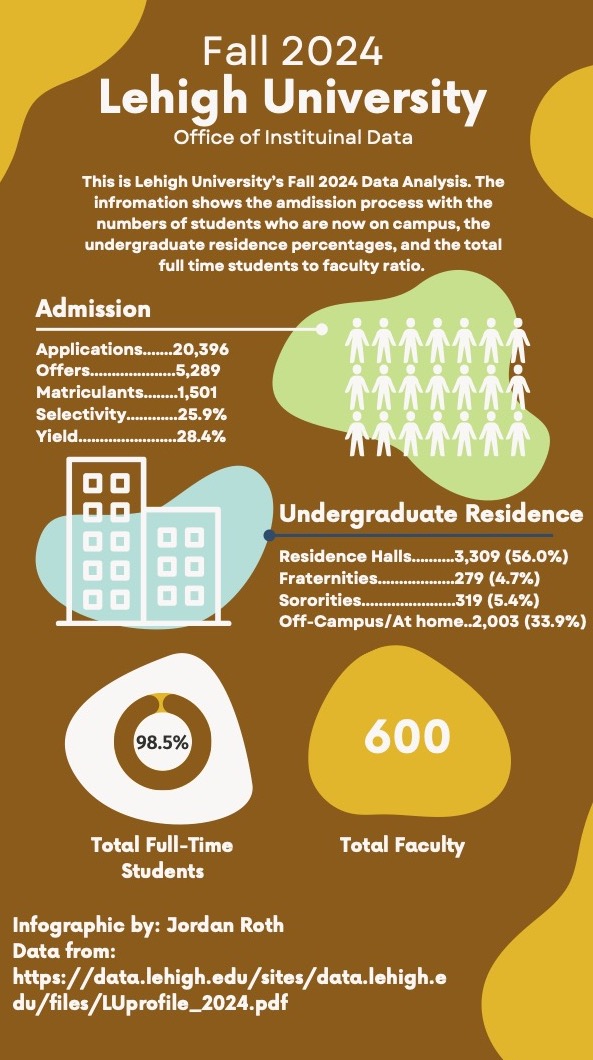 Fall 2024
Lehigh University
Office of Instituinal Data
This is Lehigh University's Fall 2024 Data Analysis. The
infromation shows the amdission process with the
numbers of students who are now on campus, the
undergraduate residence percentages, and the total
full time students to faculty ratio.
Admission
Applications.......20,396
Offers.....................5,289
Matriculants........1,501
Selectivity............25.9%
Yield........................28.4%
Undergraduate Residence
Residence Halls..........3,309 (56.0%)
Fraternities...................279 (4.7%)
Sororities.......................319 (5.4%)
Off-Campus/At home..2,003 (33.9%)
98.5%
Total Full-Time
Students
600
Total Faculty
Infographic by: Jordan Roth
Data from:
https://data.lehigh.edu/sites/data.lehigh.e
du/files/LUprofile_2024.pdf